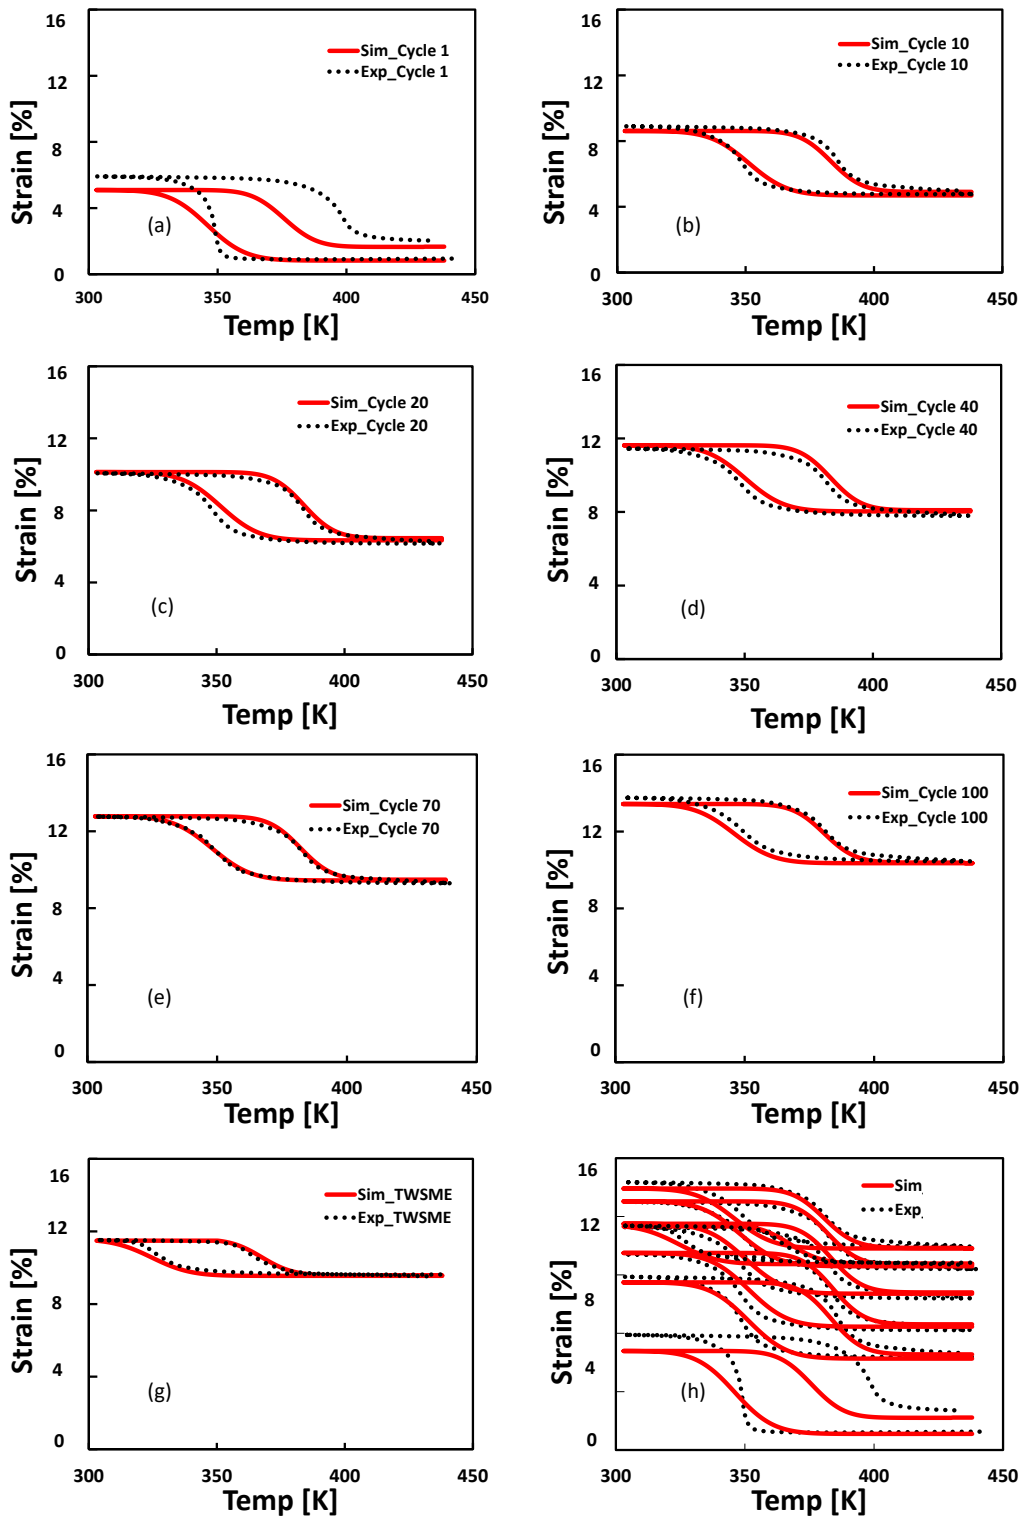 16
12
8
4
0
Strain [%]
Sim_Cycle 1
Exp_Cycle 1
(a)
300
350
400
450
Temp [K]
16
12
8
4
0
Strain [%]
Sim_Cycle 10
Exp_Cycle 10
(b)
300
350
400
450
Temp [K]
16
12
8
4
0
Strain [%]
Sim_Cycle 20
Exp_Cycle 20
(c)
300
350
400
450
Temp [K]
16
12
8
4
0
Strain [%]
Sim_Cycle 40
Exp_Cycle 40
(d)
300
350
400
450
Temp [K]
16
12
8
4
0
Strain [%]
Sim_Cycle 70
Exp_Cycle 70
(e)
300
350
400
450
Temp [K]
16
12
8
4
0
Strain [%]
Sim_Cycle 100
Exp_Cycle 100
(f)
300
350
400
450
Temp [K]
16
12
8
4
0
Strain [%]
Sim_TWSME
Exp_TWSME
(g)
300
350
400
450
Temp [K]
16
12
8
4
0
Strain [%]
Sim_
Exp_
(h)
300
350
400
450
Temp [K]